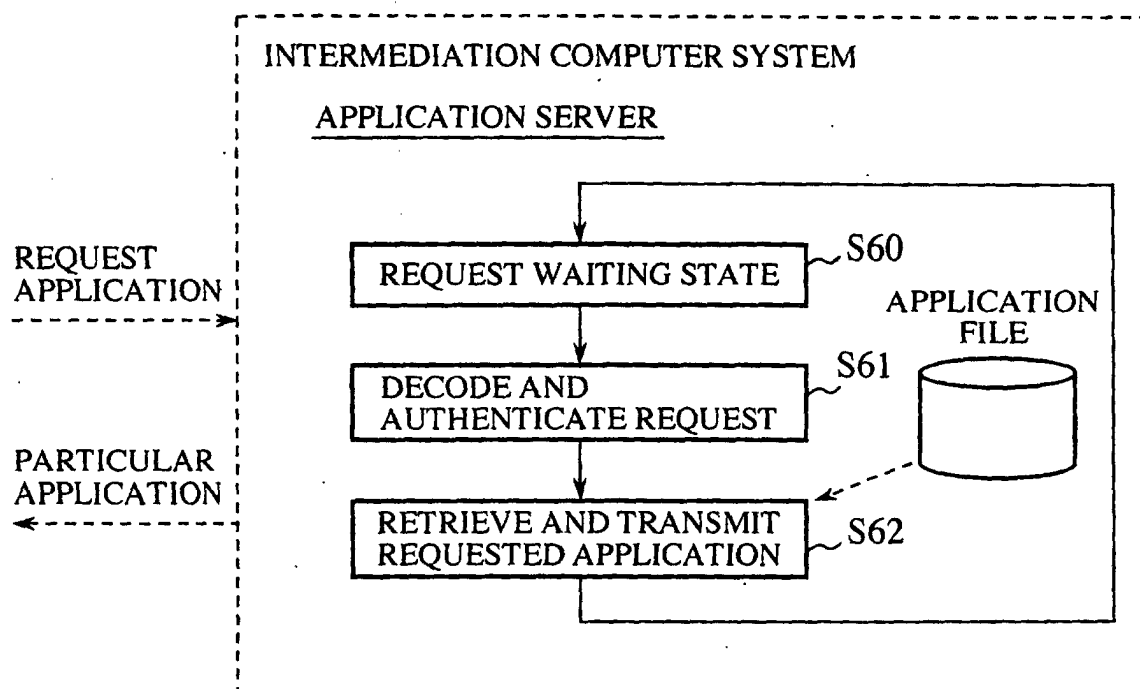 INTERMEDIATION COMPUTER SYSTEM
APPLICATION SERVER
REQUEST
APPLICATION
REQUEST WAITING STATE
S60
APPLICATION
FILE
DECODE AND
AUTHENTICATE REQUEST
S61
PARTICULAR
APPLICATION
RETRIEVE AND TRANSMIT
REQUESTED APPLICATION
S62